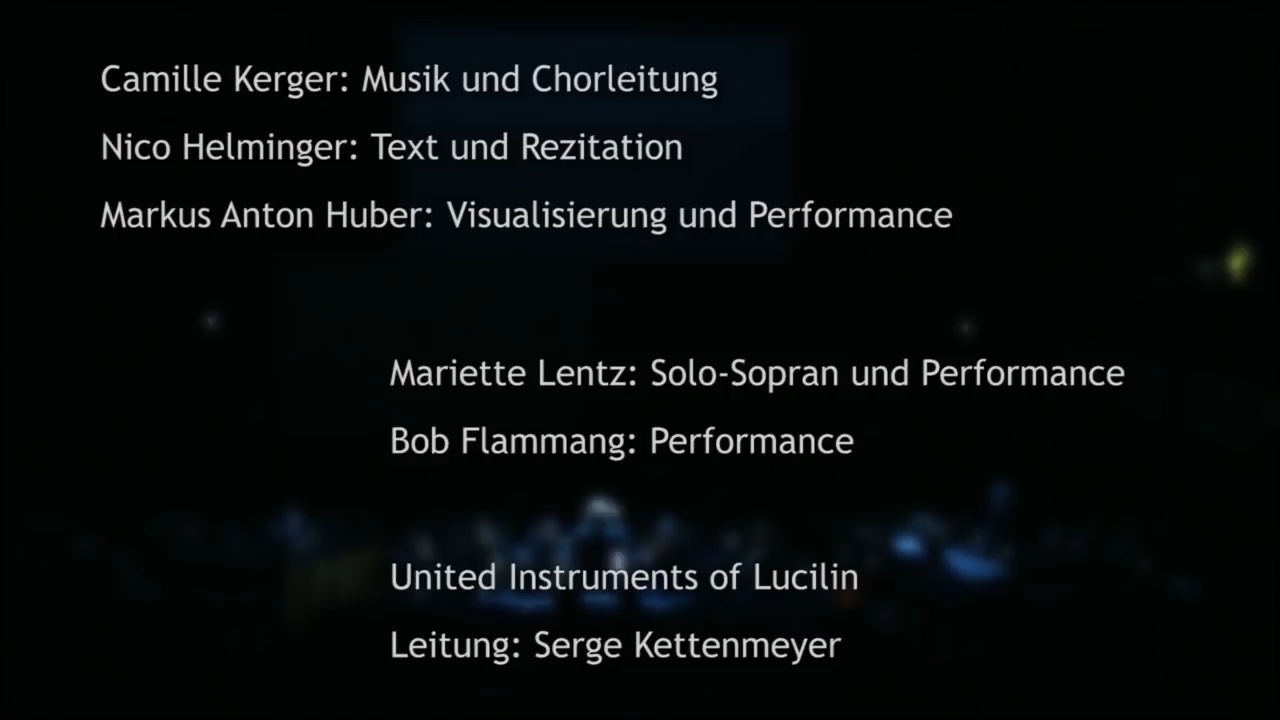 Camille Kerger: Musik und Chorleitung
Nico Helminger: Text und Rezitation
Markus Anton Huber: Visualisierung und Performance
Mariette Lentz: Solo-Sopran und Performance
Bob Flammang: Performance
United Instruments of Lucilin
Leitung: Serge Kettenmeyer